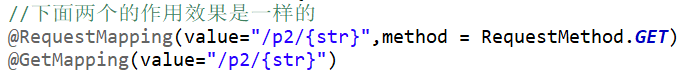 //下面两个的作用效果是一样的
@RequestMapping(value="/p2/{str}",method = RequestMethod.GET)
@GetMapping(value="/p2/{str}")